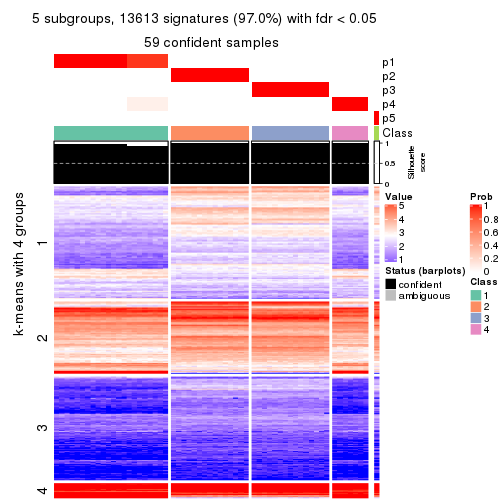 5 subgroups, 13613 signatures (97.0%) with fdr < 0.05
59 confident samples
p1
p2
p3
p4
p5
Class
1
0.5
0
Silhouette
score
k-means with 4 groups
1
2
3
4
Value
5
4
3
2
1
Status (barplots)
confident
ambiguous
Prob
1
0.8
0.6
0.4
0.2
0
Class
1
2
3
4